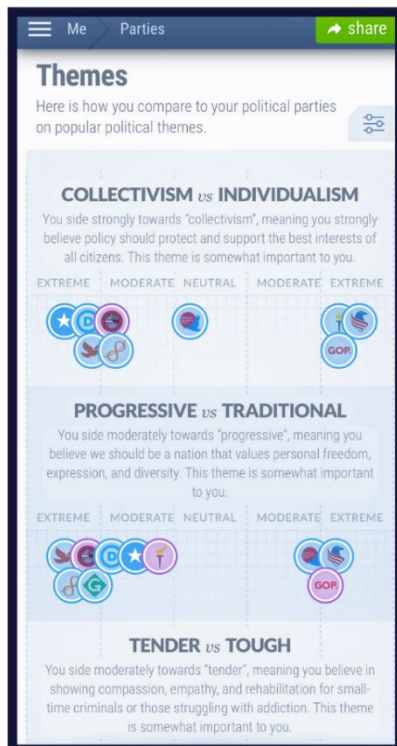 Me Parties share
Themes
Here is how you compare to your political parties
on popular political themes.
COLLECTIVISM vs INDIVIDUALISM
You side strongly towards "collectivism", meaning you strongly
believe policy should protect and support the best interests of
all citizens. This theme is somewhat important to you.
EXTREME MODERATE NEUTRAL MODERATE EXTREME
D
GOP
PROGRESSIVE vs TRADITIONAL
You side moderately towards "progressive", meaning you
believe we should be a nation that values personal freedom,
expression, and diversity. This theme is somewhat important
to you.
EXTREME MODERATE NEUTRAL MODERATE EXTREME
D
G GOP
TENDER vs TOUGH
You side moderately towards "tender", meaning you believe in
showing compassion, empathy, and rehabilitation for small-
time criminals or those struggling with addiction. This theme
is somewhat important to you.